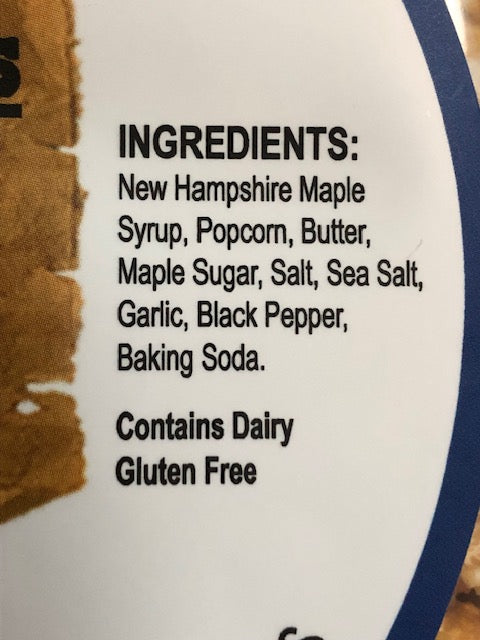 INGREDIENTS:
New Hampshire Maple
Syrup, Popcorn, Butter,
Maple Sugar, Salt, Sea Salt,
Garlic, Black Pepper,
Baking Soda.
Contains Dairy
Gluten Free